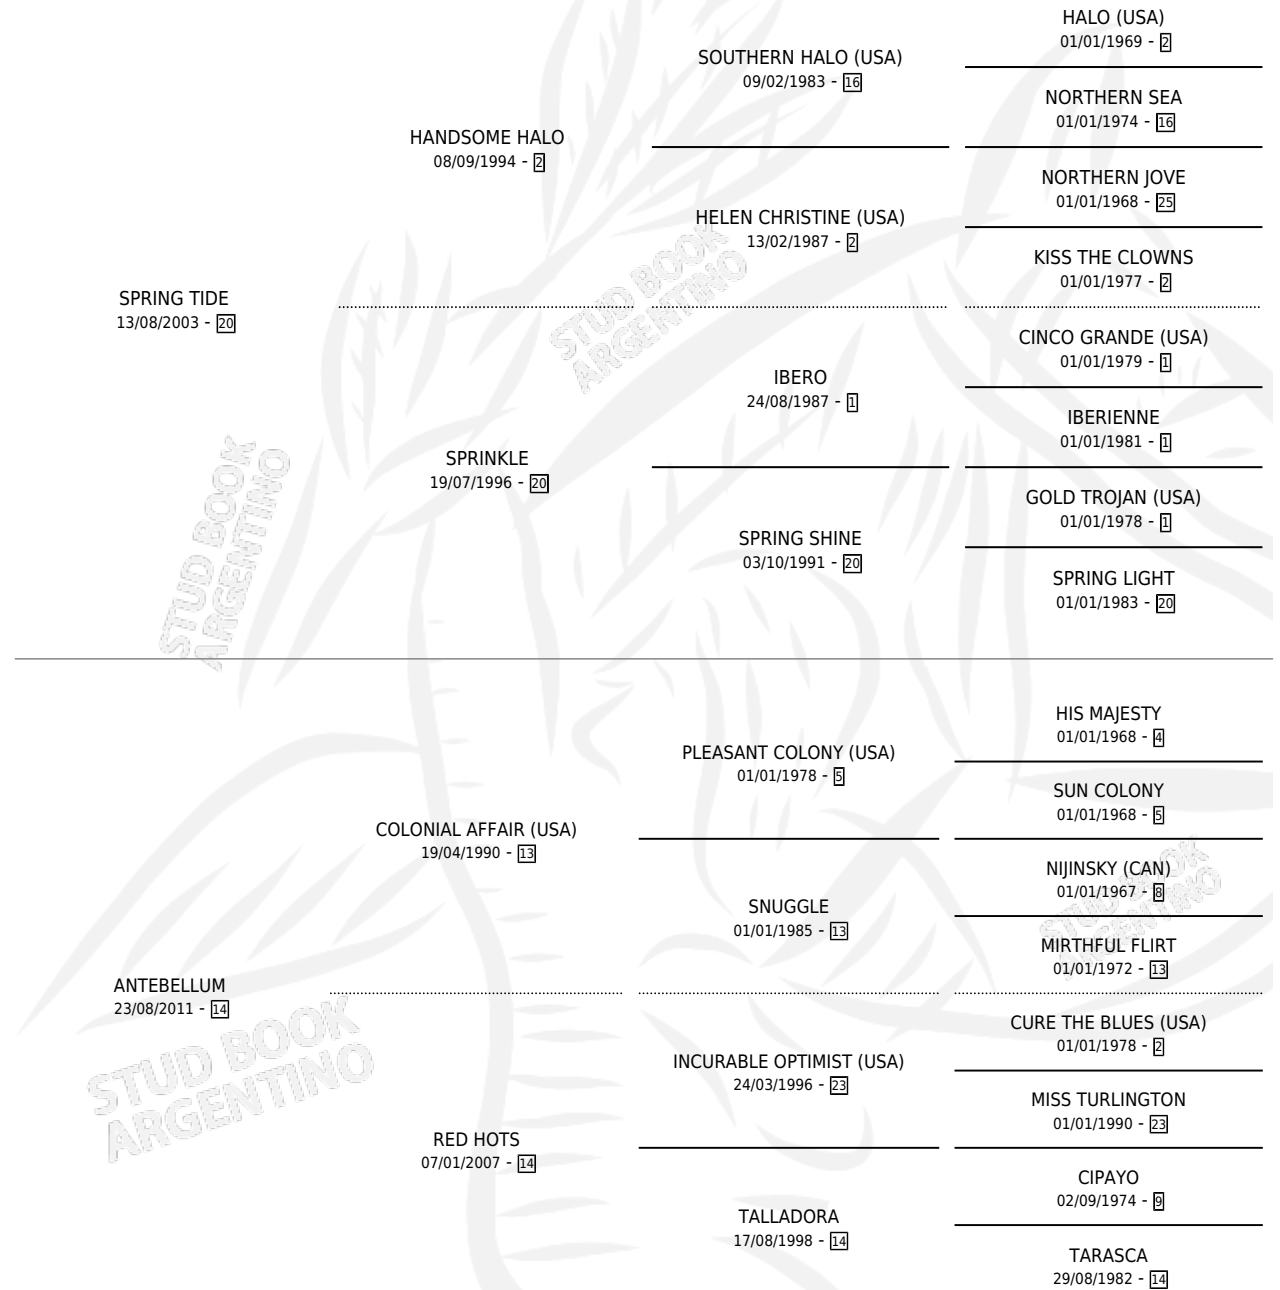 HALO (USA)
01/01/1969 - 2
SOUTHERN HALO (USA)
09/02/1983 - 16
NORTHERN SEA
01/01/1974 - 16
HANDSOME HALO
08/09/1994 - 2
NORTHERN JOVE
01/01/1968 - 25
HELEN CHRISTINE (USA)
13/02/1987 - 2
KISS THE CLOWNS
01/01/1977 - 2
SPRING TIDE
13/08/2003 - 20
CINCO GRANDE (USA)
01/01/1979 - 1
IBERO
24/08/1987 - 1
IBERIENNE
01/01/1981 - 1
SPRINKLE
19/07/1996 - 20
GOLD TROJAN (USA)
01/01/1978 - 1
SPRING SHINE
03/10/1991 - 20
SPRING LIGHT
01/01/1983 - 20
STUD BOOK
ARGENTINO
STUD BOOK
ARGENTINO
HIS MAJESTY
01/01/1968 - 4
PLEASANT COLONY (USA)
01/01/1978 - 5
SUN COLONY
01/01/1968 - 5
COLONIAL AFFAIR (USA)
19/04/1990 - 13
NIJINSKY (CAN)
01/01/1967 - 8
SNUGGLE
01/01/1985 - 13
MIRTHFUL FLIRT
01/01/1972 - 13
ANTEBELLUM
23/08/2011 - 14
CURE THE BLUES (USA)
01/01/1978 - 2
INCURABLE OPTIMIST (USA)
24/03/1996 - 23
MISS TURLINGTON
01/01/1990 - 23
RED HOTS
07/01/2007 - 14
CIPAYO
02/09/1974 - 9
TALLADORA
17/08/1998 - 14
TARASCA
29/08/1982 - 14
STUD BOOK
ARGENTINO
STUD BOOK
ARGENTINO